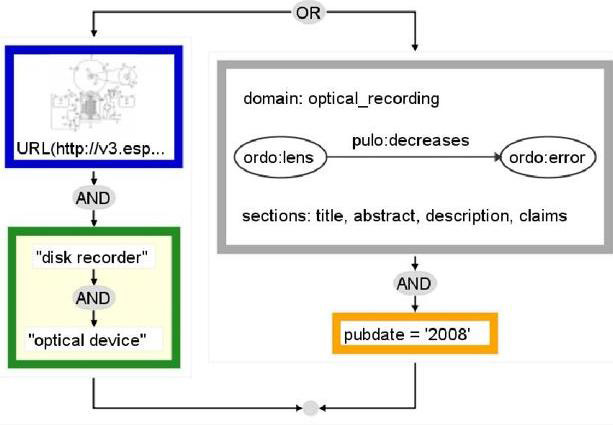 OR
URL(http://v3.esp...
AND
"disk recorder"
AND
"optical device"
domain: optical_recording
pulo:decreases
ordo:lens
ordo:error
sections: title, abstract, description, claims
AND
pubdate = '2008'